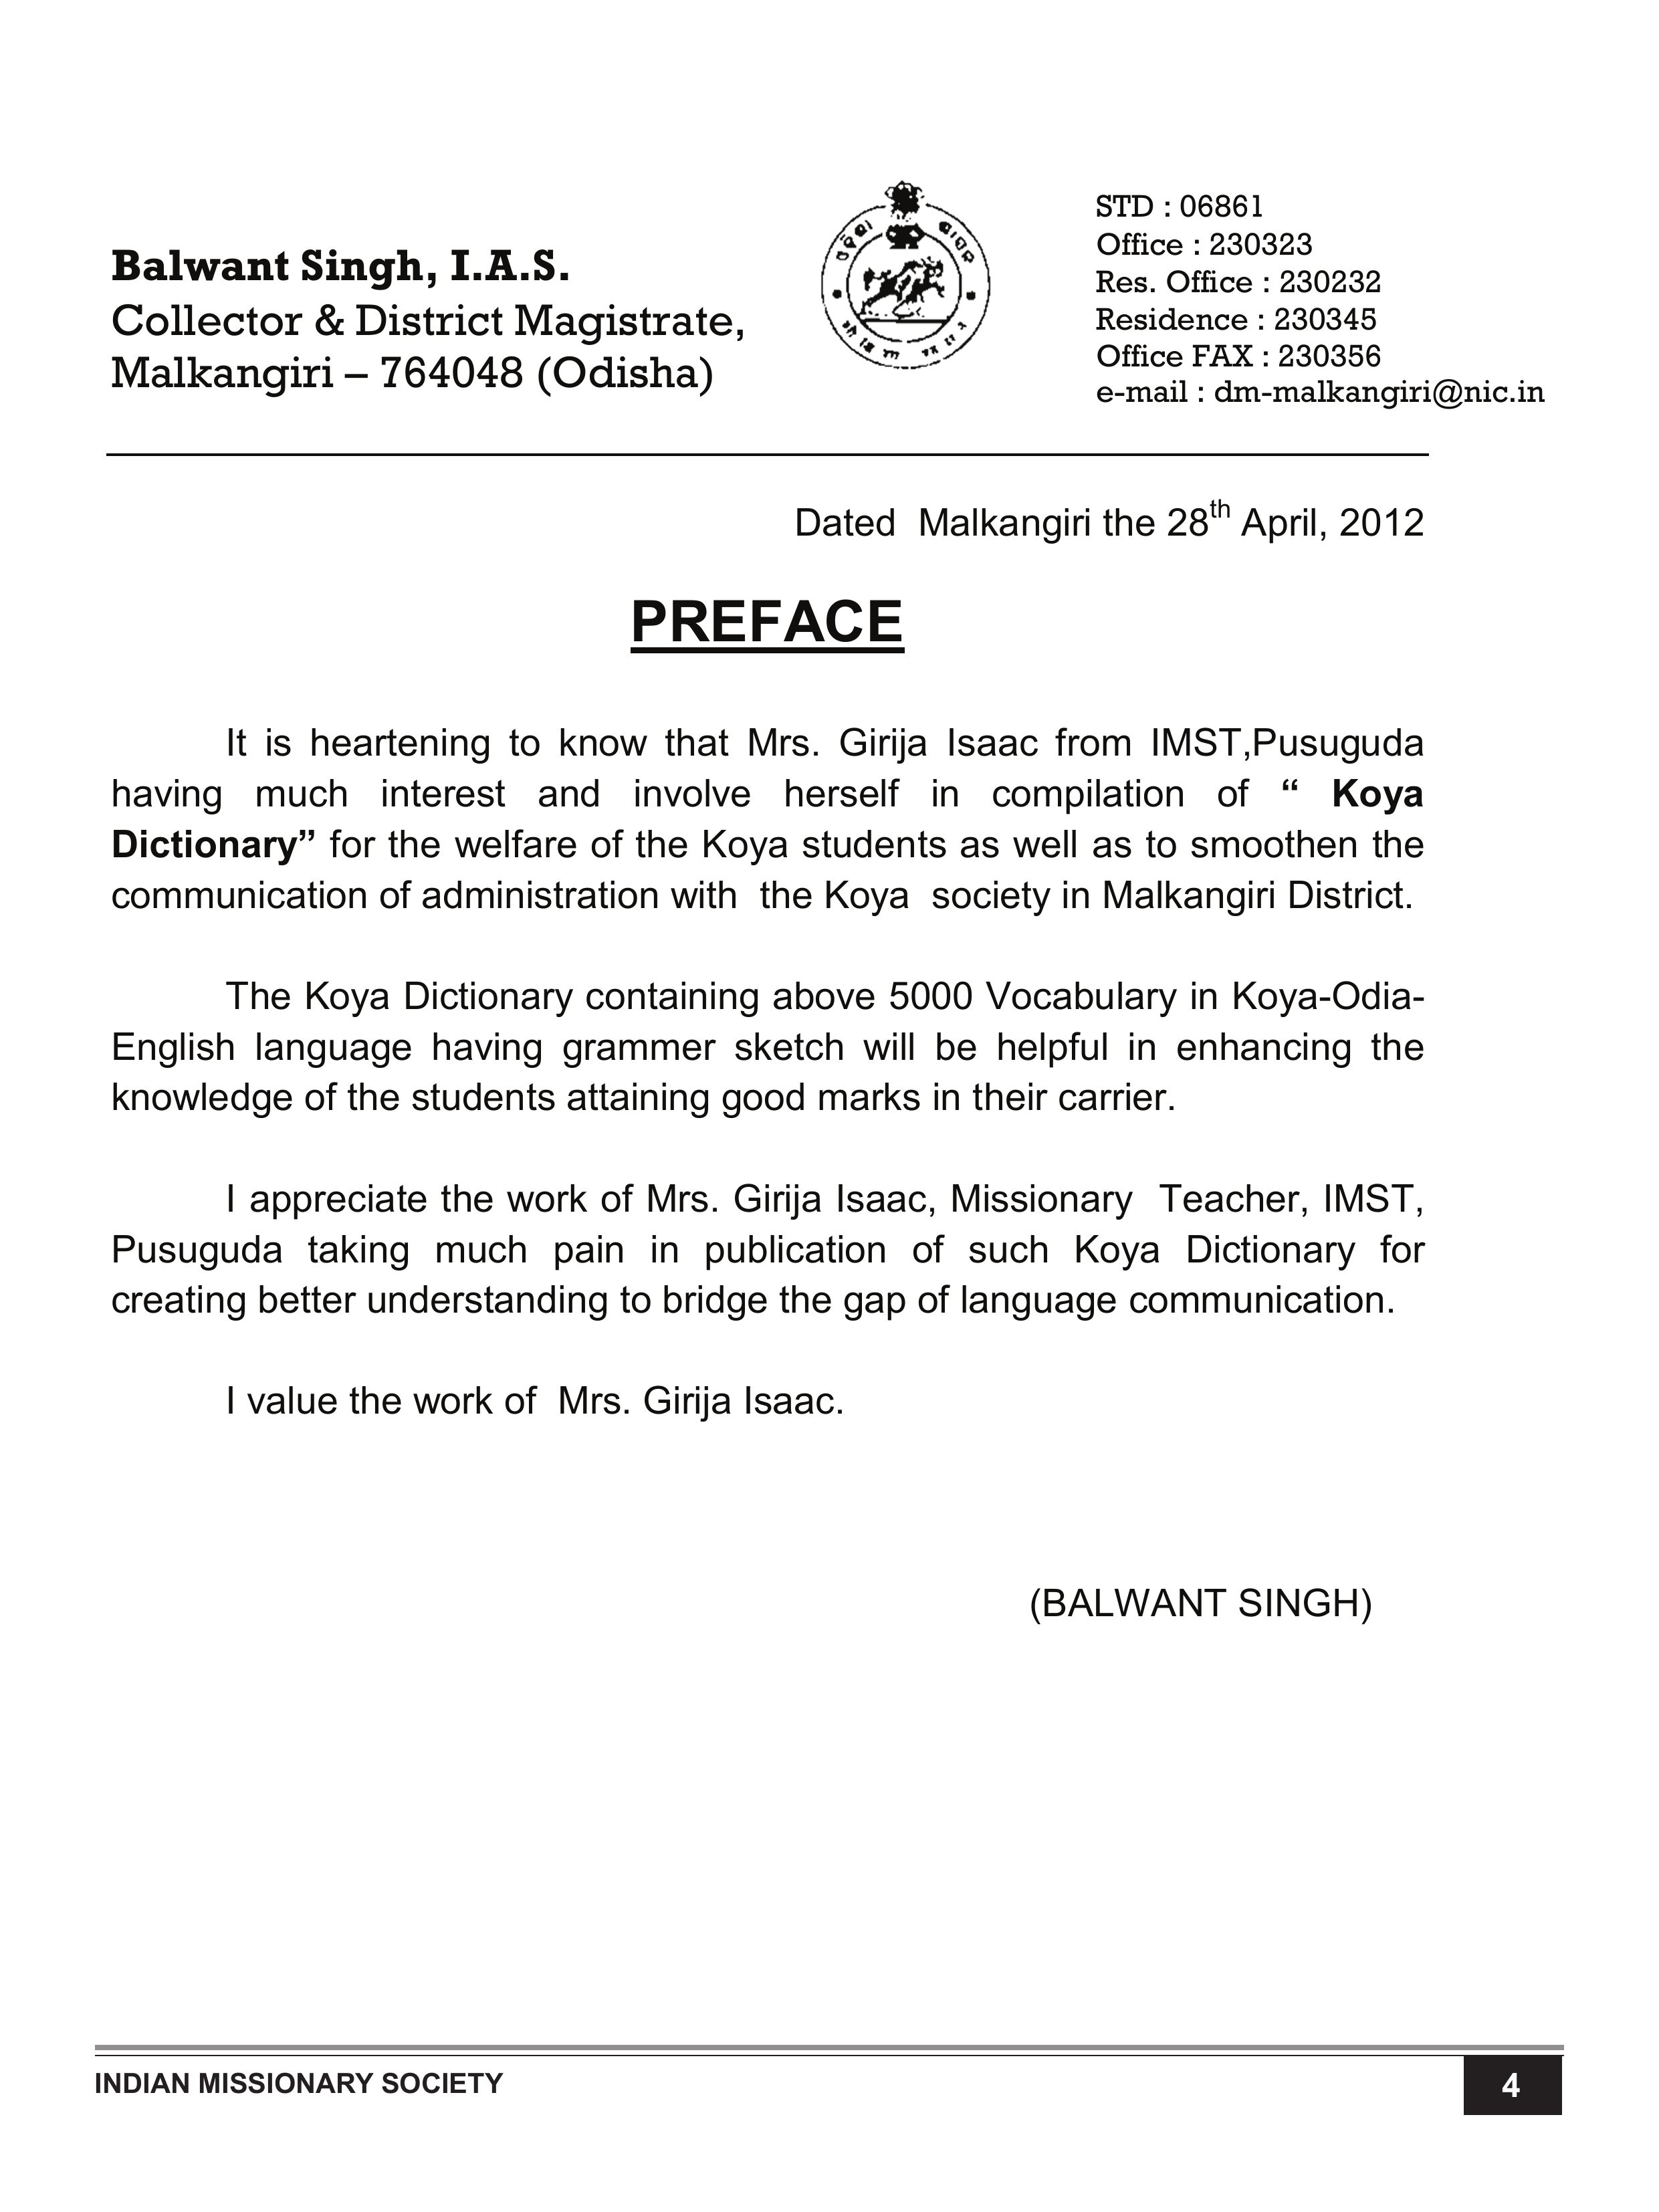 Balwant Singh, I.A.S.
Collector & District Magistrate,
Malkangiri – 764048 (Odisha)
STD : 06861
Office : 230323
Res. Office : 230232
Residence : 230345
Office FAX : 230356
e-mail : dm-malkangiri@nic.in
Dated Malkangiri the 28th April, 2012
PREFACE
It is heartening to know that Mrs. Girija Isaac from IMST,Pusuguda
having much interest and involve herself in compilation of “ Koya
Dictionary” for the welfare of the Koya students as well as to smoothen the
communication of administration with the Koya society in Malkangiri District.
The Koya Dictionary containing above 5000 Vocabulary in Koya-Odia-
English language having grammer sketch will be helpful in enhancing the
knowledge of the students attaining good marks in their carrier.
I appreciate the work of Mrs. Girija Isaac, Missionary Teacher, IMST,
Pusuguda taking much pain in publication of such Koya Dictionary for
creating better understanding to bridge the gap of language communication.
I value the work of Mrs. Girija Isaac.
(BALWANT SINGH)
INDIAN MISSIONARY SOCIETY
4